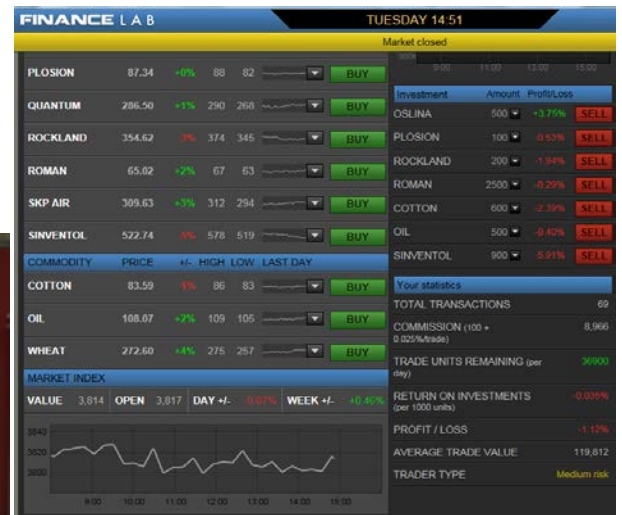 FINANCE LAB
TUESDAY 14:51
Market closed
PLOSION 87.34 +0% 88 82 BUY
QUANTUM 286.50 +1% 290 268 BUY
ROCKLAND 354.62 -3% 374 345 BUY
ROMAN 65.02 +2% 67 63 BUY
SKP AIR 309.63 +3% 312 294 BUY
SINVENTOL 522.74 BUY
578 519
COMMODITY PRICE +/- HIGH LOW LAST DAY
COTTON 83.59 -1% 86 83 BUY
OIL 108.07 +2% 109 105 BUY
WHEAT 272.60 +4% 275 257 BUY
MARKET INDEX
VALUE 3,814 OPEN 3,817 DAY +/- -0.07% WEEK +/- +0.46%
3840
3820
3800
9:00 10:00 11:00 12:00 13:00 14:00 15:00
9:00 11:00 13:00 15:00
Investment Amount Profit/Loss
OSLINA 500 +3.75% SELL
PLOSION 100 -0.53% SELL
ROCKLAND 200 -1.94% SELL
ROMAN 2500 -0.29% SELL
COTTON 600 -2.39% SELL
OIL 500 -0.40% SELL
SINVENTOL 900 -5.91% SELL
Your statistics
TOTAL TRANSACTIONS 69
COMMISSION (100 + 8,966
0.025%/trade)
TRADE UNITS REMAINING (per 36900
day)
RETURN ON INVESTMENTS -0.035%
(per 1000 units)
PROFIT / LOSS -1.12%
AVERAGE TRADE VALUE 119,812
TRADER TYPE Medium risk